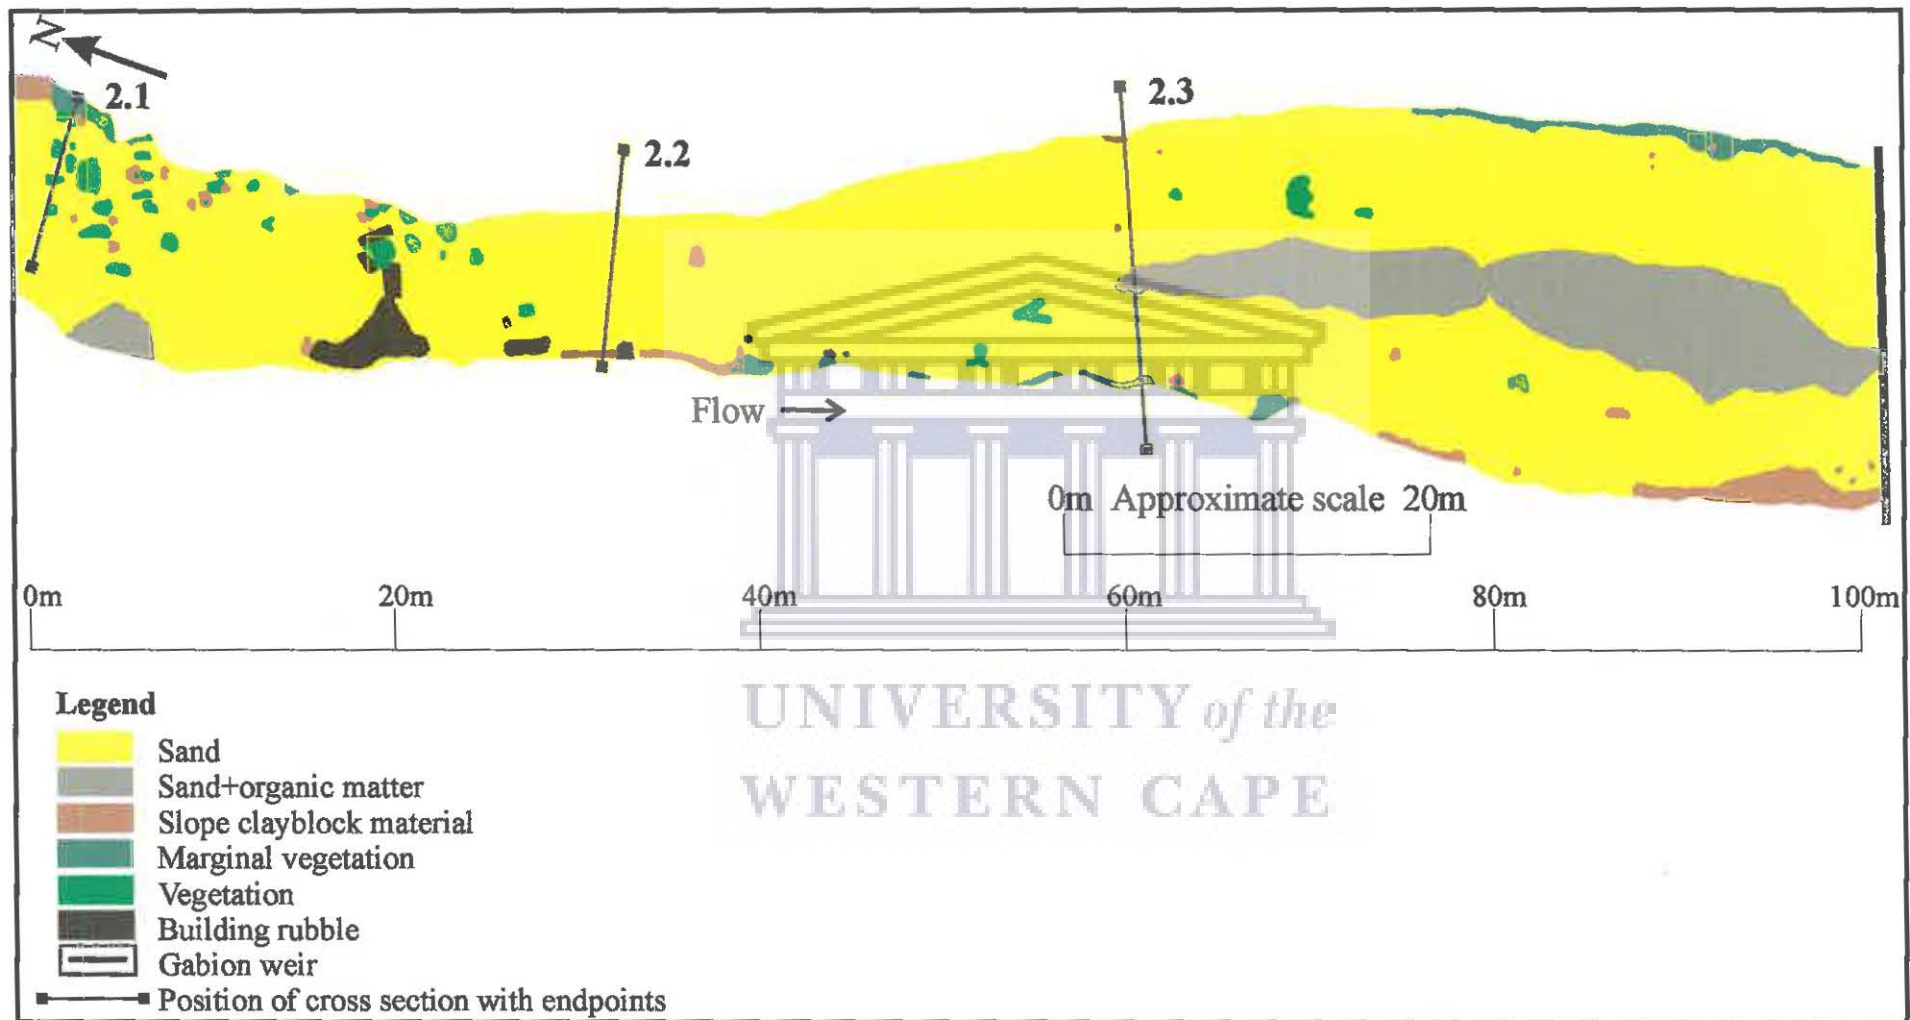 N
2.1
2.2
2.3
Flow
0m Approximate scale 20m
0m 20m 40m 60m 80m 100m
UNIVERSITY of the
WESTERN CAPE
Legend
Sand
Sand+organic matter
Slope clayblock material
Marginal vegetation
Vegetation
Building rubble
Gabion weir
Position of cross section with endpoints